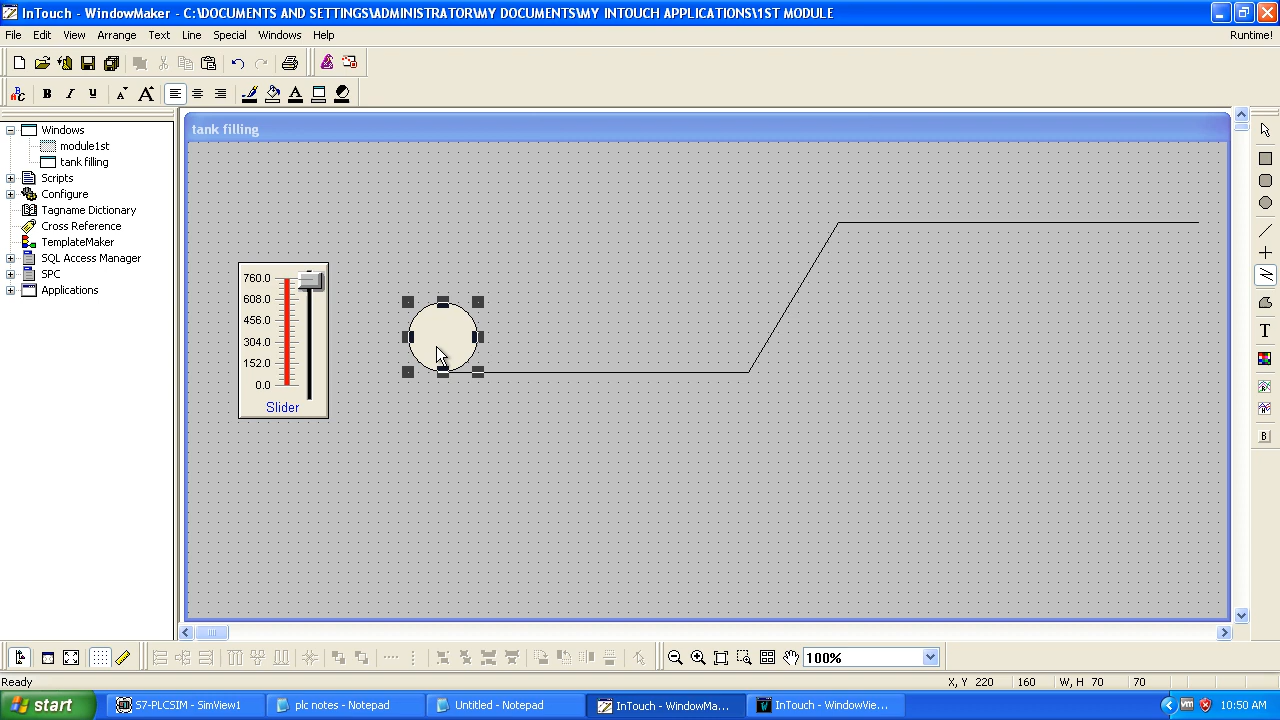 InTouch - WindowMaker - C:\DOCUMENTS AND SETTINGS\ADMINISTRATOR\MY DOCUMENTS\MY INTOUCH APPLICATIONS\1ST MODULE
File Edit View Arrange Text Line Special Windows Help Runtime!
Windows
module1st
tank filling
Scripts
Configure
Tagname Dictionary
Cross Reference
TemplateMaker
SQL Access Manager
SPC
Applications
tank filling
760.0
608.0
456.0
304.0
152.0
0.0
Slider
100%
Ready X, Y 220 160 W, H 70 70
start S7-PLCSIM - SimView1 plc notes - Notepad Untitled - Notepad InTouch - WindowMa... InTouch - WindowVie... 10:50 AM